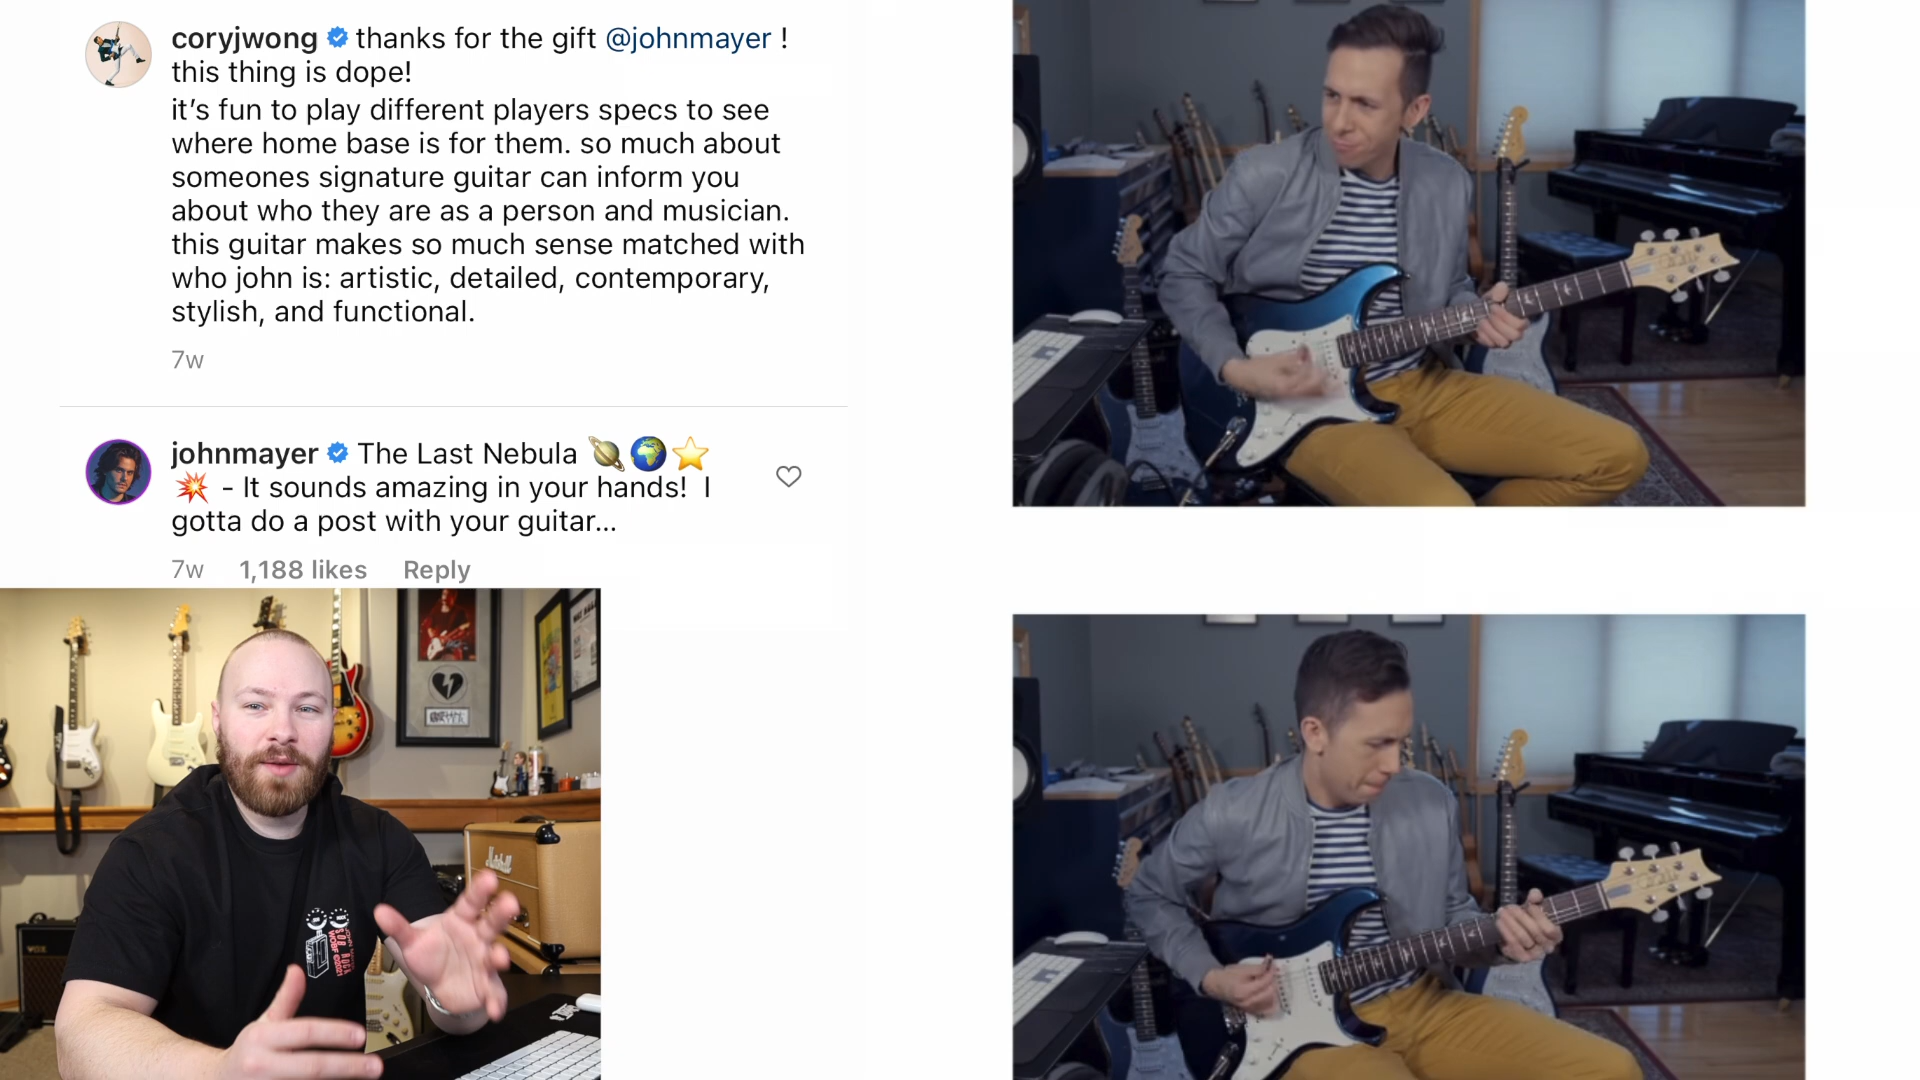 coryjwong thanks for the gift @johnmayer !
this thing is dope!
it’s fun to play different players specs to see
where home base is for them. so much about
someones signature guitar can inform you
about who they are as a person and musician.
this guitar makes so much sense matched with
who john is: artistic, detailed, contemporary,
stylish, and functional.
7w
johnmayer The Last Nebula 🪐🌍⭐
💥 - It sounds amazing in your hands! I
gotta do a post with your guitar...
7w 1,188 likes Reply
Marshall
VOX
SOB ROCK